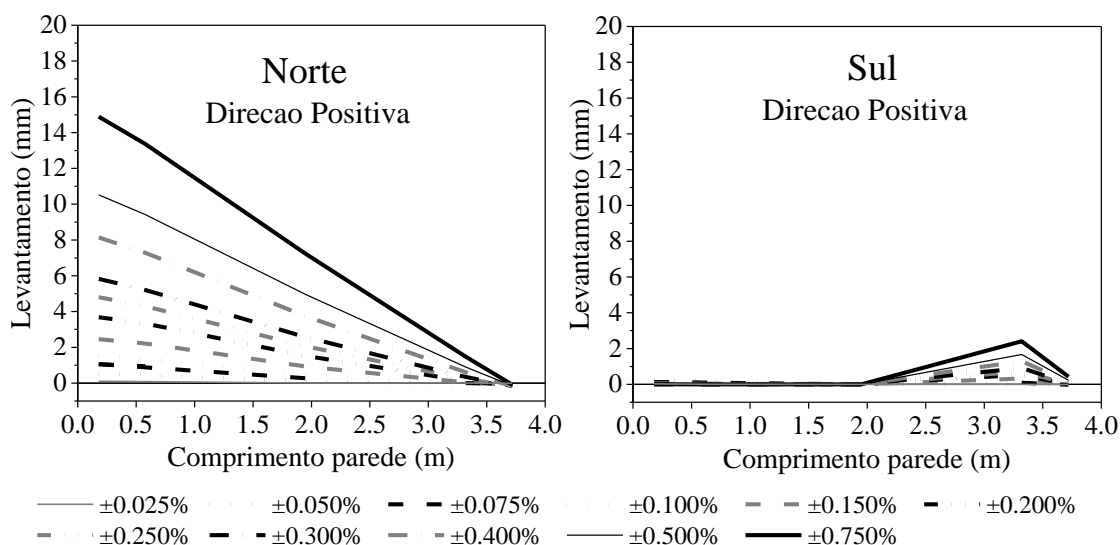 Norte
Direcao Positiva
Levantamento (mm)
20
18
16
14
12
10
8
6
4
2
0
0.0 0.5 1.0 1.5 2.0 2.5 3.0 3.5 4.0
Comprimento parede (m)
Sul
Direcao Positiva
Levantamento (mm)
20
18
16
14
12
10
8
6
4
2
0
0.0 0.5 1.0 1.5 2.0 2.5 3.0 3.5 4.0
Comprimento parede (m)
±0.025% ±0.050% ±0.075% ±0.100% ±0.150% ±0.200%
±0.250% ±0.300% ±0.400% ±0.500% ±0.750%